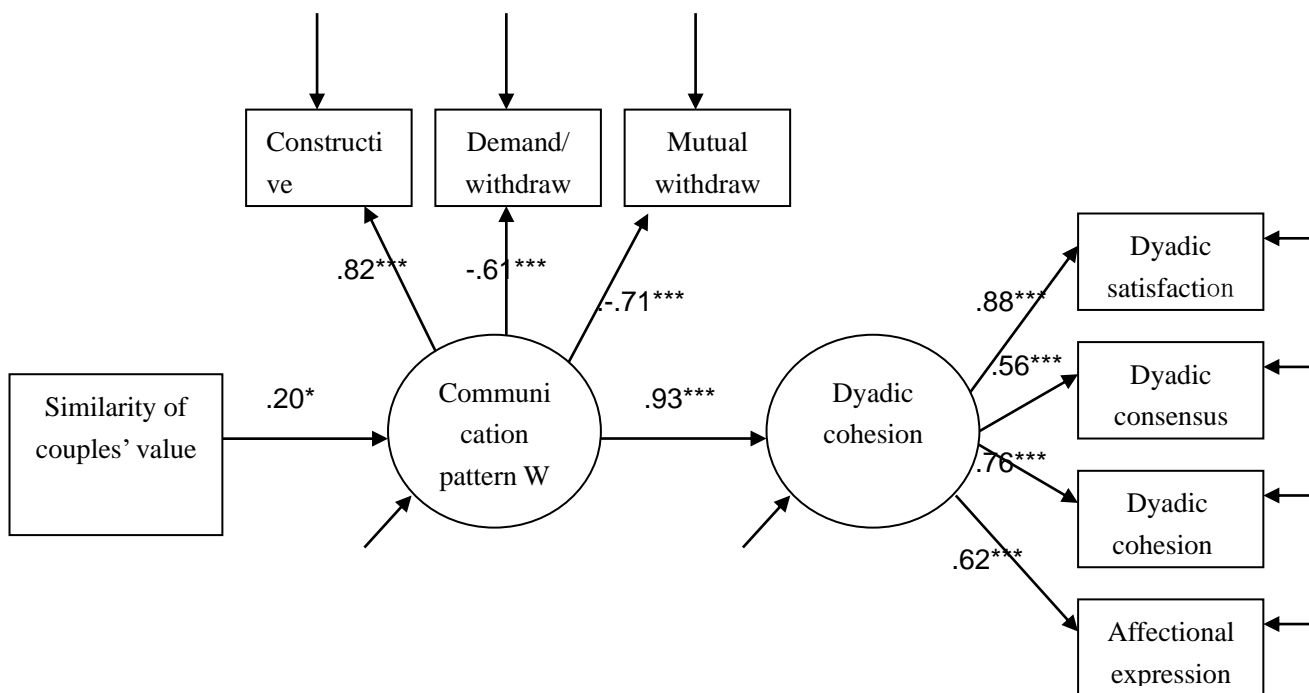 Constructi
ve
Demand/
withdraw
Mutual
withdraw
.82***
-.61***
.-.71***
Similarity of
couples’ value
.20*
Communi
cation
pattern W
.93***
Dyadic
cohesion
.88***
.56***
.76***
.62***
Dyadic
satisfaction
Dyadic
consensus
Dyadic
cohesion
Affectional
expression